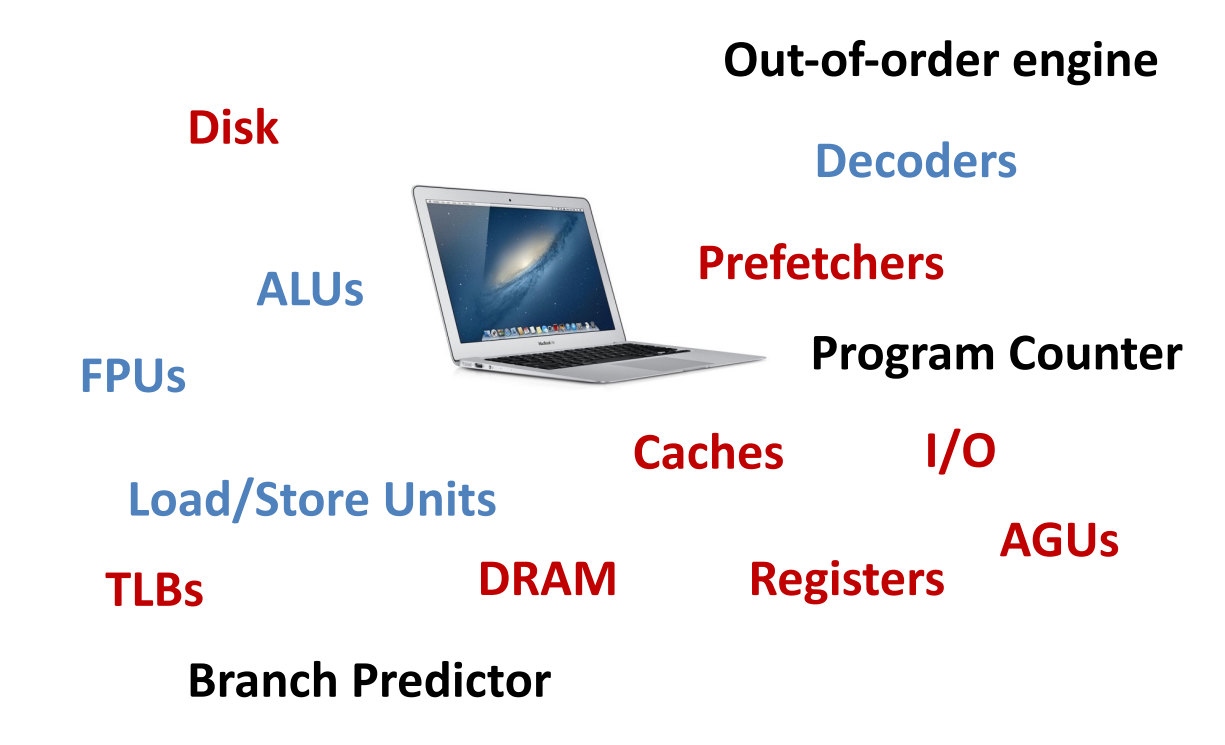 Out-of-order engine
Disk
Decoders
Prefetchers
ALUs
Program Counter
FPUs
Caches
I/O
Load/Store Units
AGUs
TLBs
DRAM
Registers
Branch Predictor